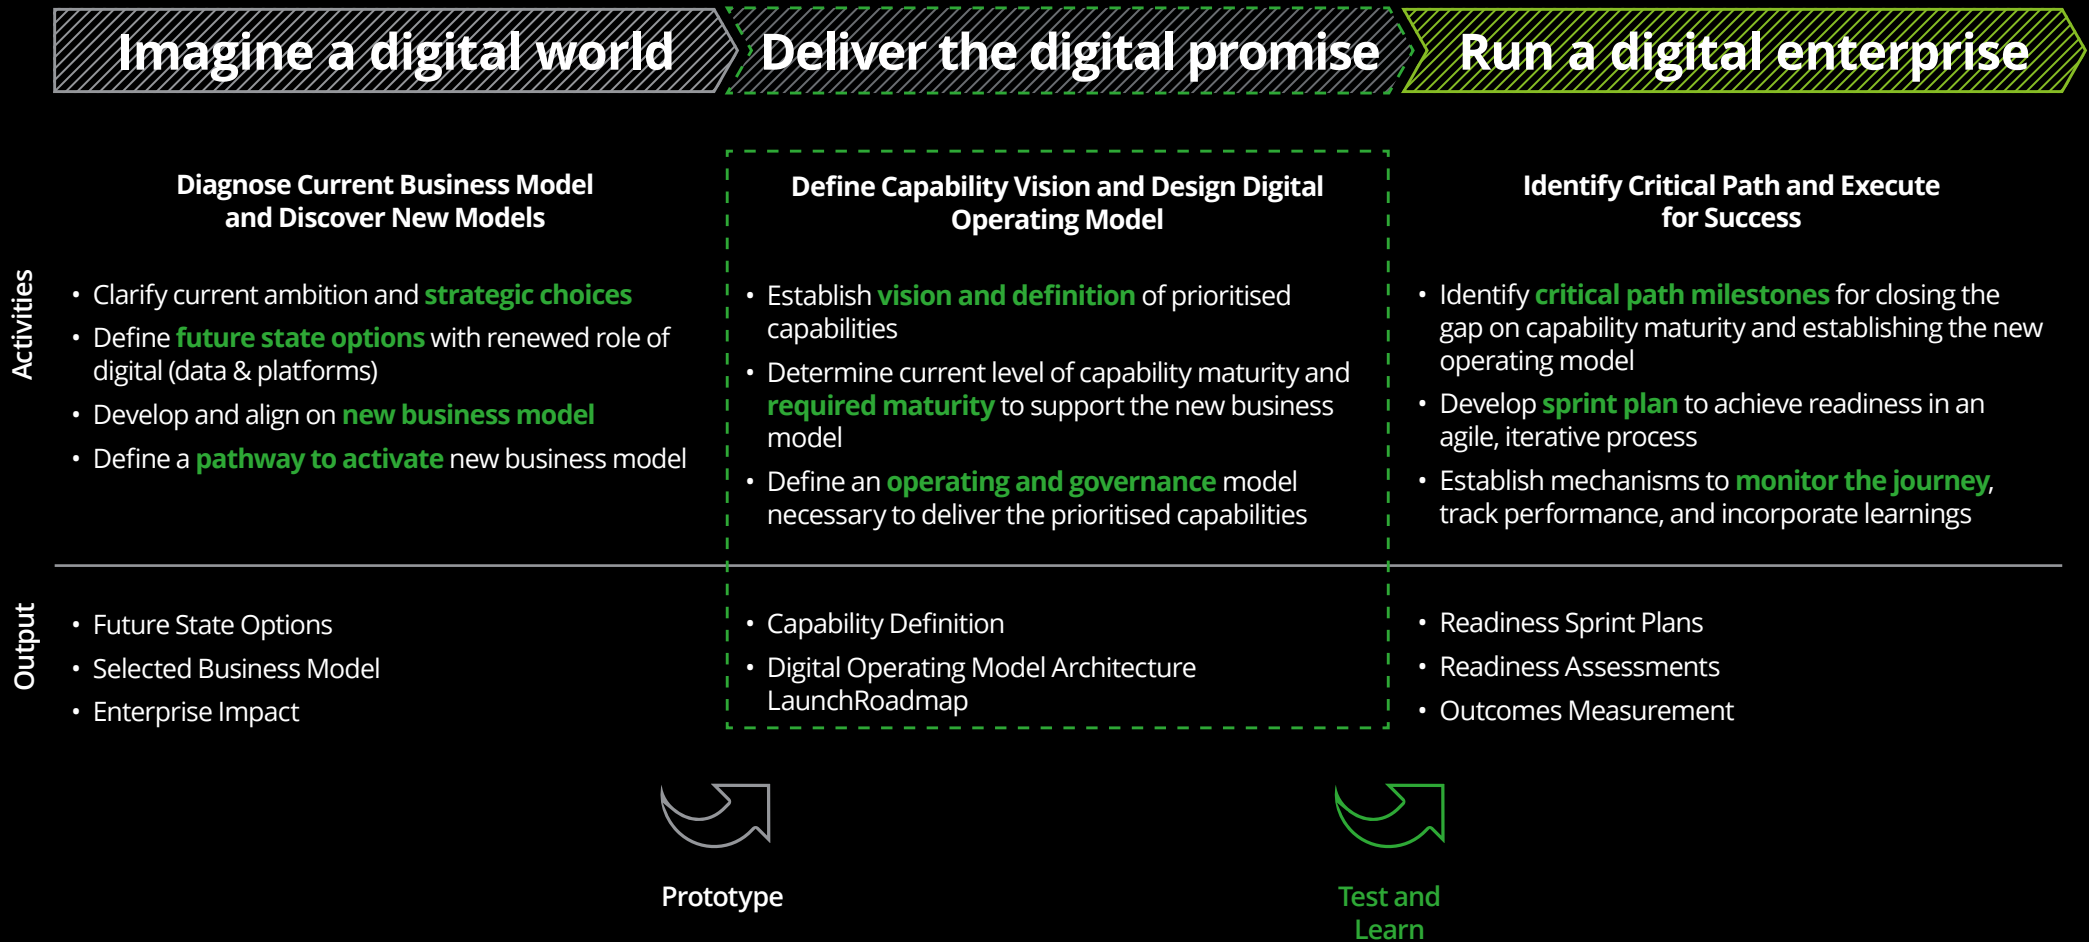 Imagine a digital world
Deliver the digital promise
Run a digital enterprise
Activities
Diagnose Current Business Model
and Discover New Models
• Clarify current ambition and strategic choices
• Define future state options with renewed role of
digital (data & platforms)
• Develop and align on new business model
• Define a pathway to activate new business model
Define Capability Vision and Design Digital
Operating Model
• Establish vision and definition of prioritised
capabilities
• Determine current level of capability maturity and
required maturity to support the new business
model
• Define an operating and governance model
necessary to deliver the prioritised capabilities
Identify Critical Path and Execute
for Success
• Identify critical path milestones for closing the
gap on capability maturity and establishing the new
operating model
• Develop sprint plan to achieve readiness in an
agile, iterative process
• Establish mechanisms to monitor the journey,
track performance, and incorporate learnings
Output
• Future State Options
• Selected Business Model
• Enterprise Impact
• Capability Definition
• Digital Operating Model Architecture
LaunchRoadmap
• Readiness Sprint Plans
• Readiness Assessments
• Outcomes Measurement
Prototype
Test and
Learn